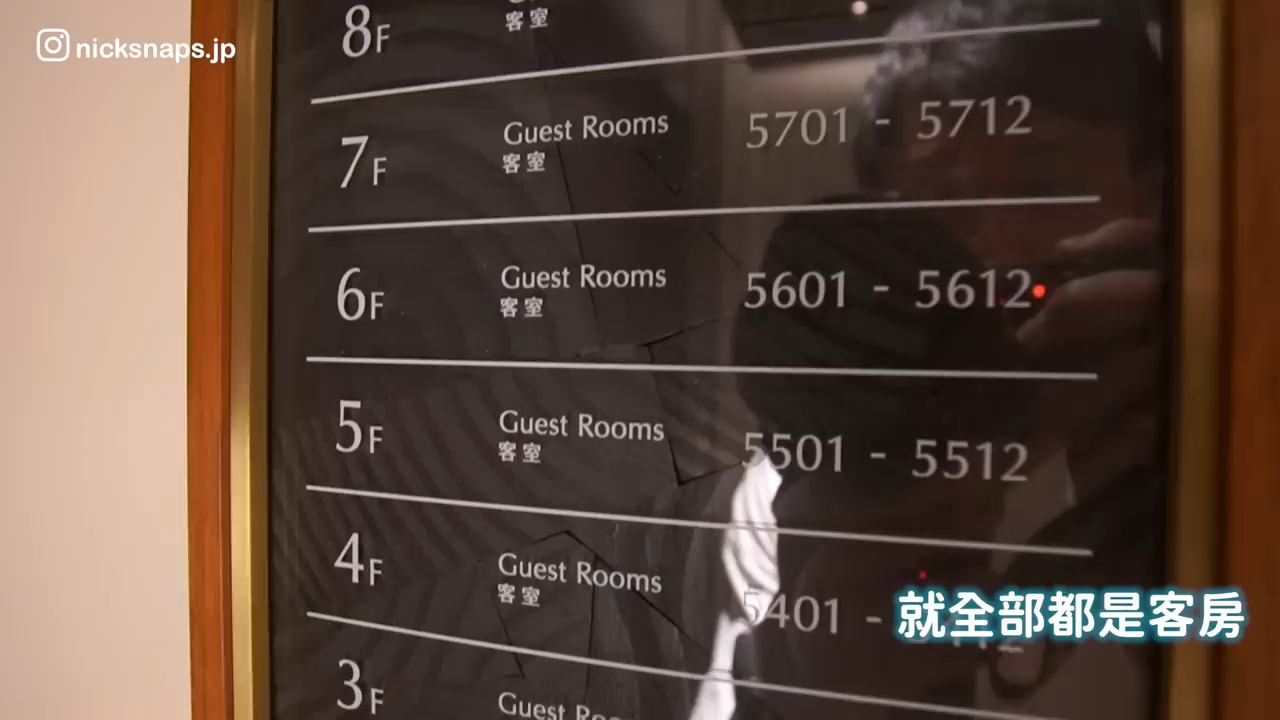 nicksnaps.jp
8F
客室
7F Guest Rooms 5701 - 5712
客室
6F Guest Rooms 5601 - 5612
客室
5F Guest Rooms 5501 - 5512
客室
4F Guest Rooms 5401 -
客室
就全部都是客房
3F Guest